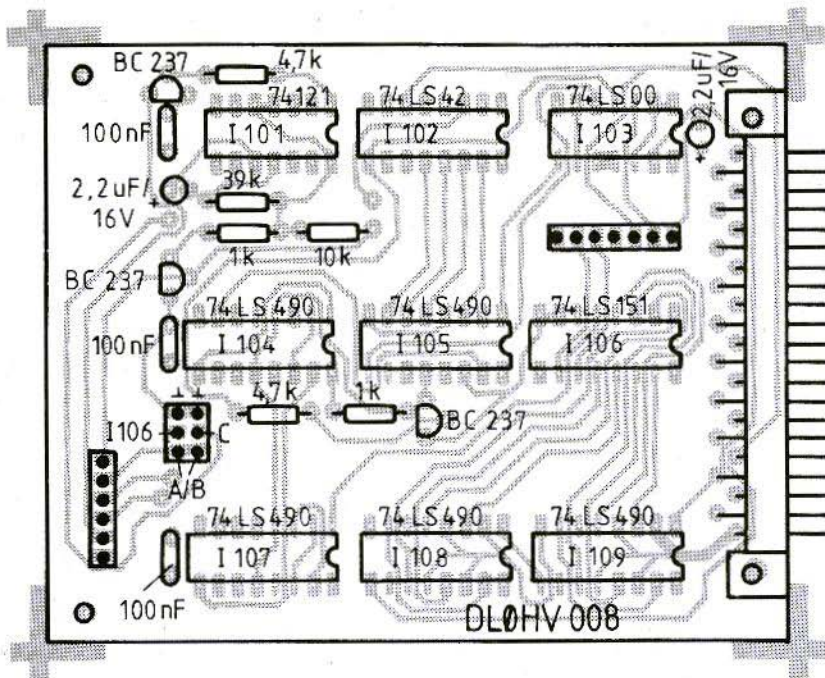 BC 237
4,7k
2,2uF/
16V
74121
74LS42
74LS00
100nF
I 101
I 102
I 103
+
2,2uF/
16V
+
39k
1k
10k
BC 237
74LS490
74LS490
74LS151
100nF
I 104
I 105
I 106
4,7k
1k
BC 237
I106
C
A/B
74LS490
74LS490
74LS490
I 107
I 108
I 109
100nF
DLØHV 008